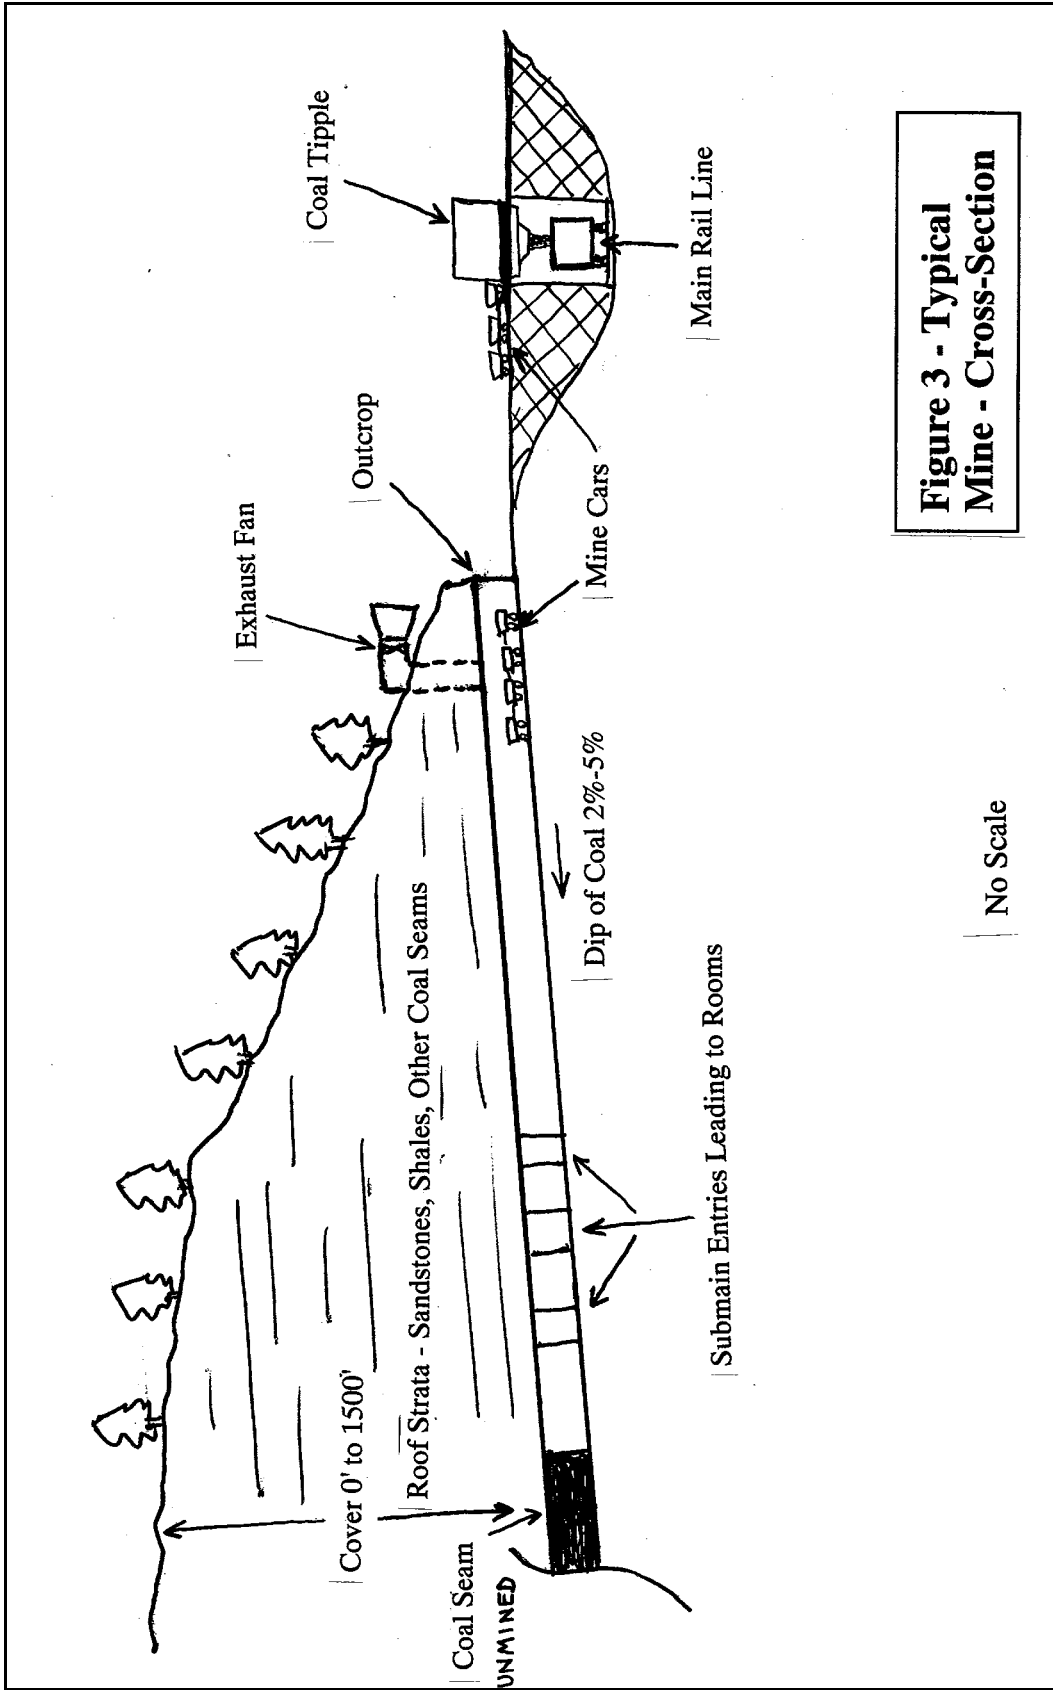 Coal Tipple
Exhaust Fan
Outcrop
Main Rail Line
Mine Cars
Dip of Coal 2%-5%
Cover 0' to 1500'
Roof Strata - Sandstones, Shales, Other Coal Seams
Coal Seam
UNMINED
Submain Entries Leading to Rooms
No Scale
Figure 3 - Typical
Mine - Cross-Section